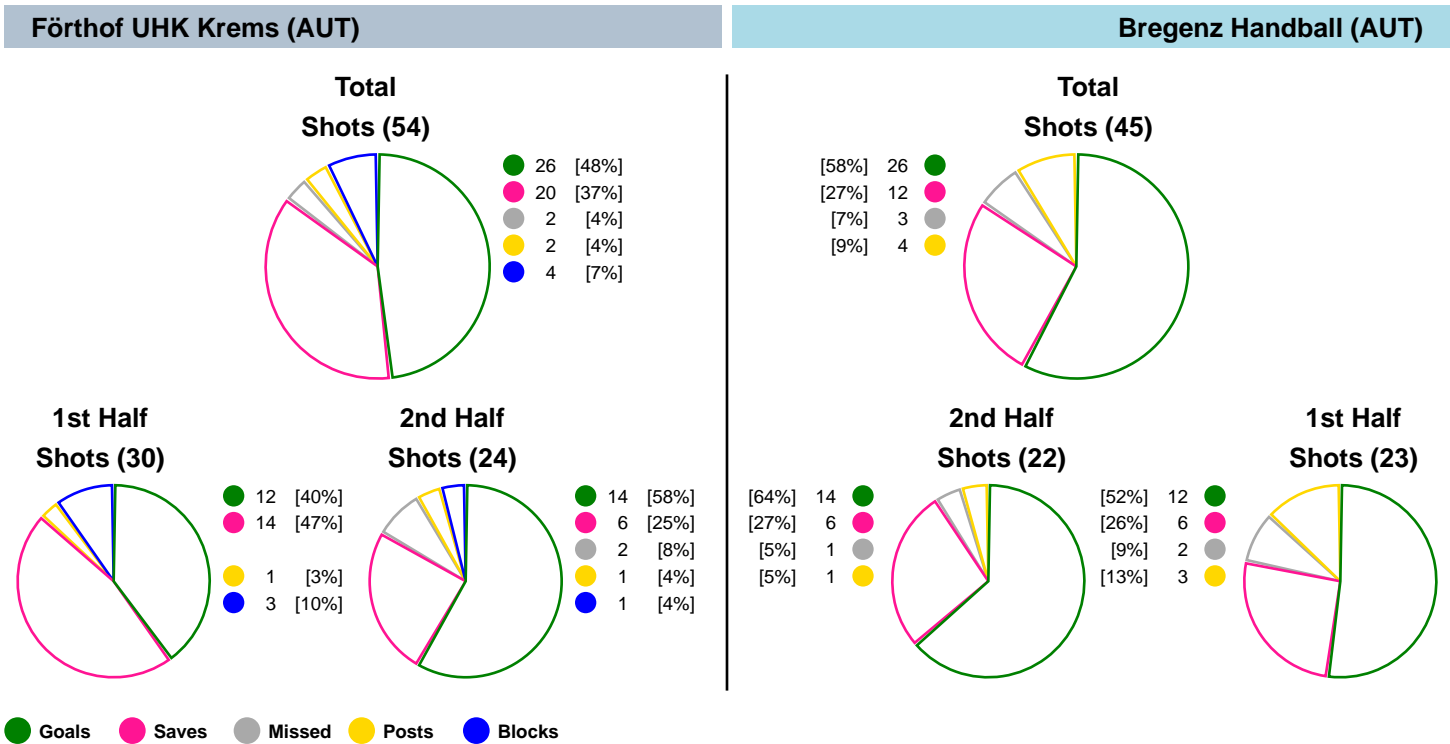 Förthof UHK Krems (AUT)
Bregenz Handball (AUT)
Total
Shots (54)
26 [48%]
20 [37%]
2 [4%]
2 [4%]
4 [7%]
Total
Shots (45)
[58%] 26
[27%] 12
[7%] 3
[9%] 4
1st Half
Shots (30)
12 [40%]
14 [47%]
1 [3%]
3 [10%]
2nd Half
Shots (24)
14 [58%]
6 [25%]
2 [8%]
1 [4%]
1 [4%]
2nd Half
Shots (22)
[64%] 14
[27%] 6
[5%] 1
[5%] 1
1st Half
Shots (23)
[52%] 12
[26%] 6
[9%] 2
[13%] 3
Goals Saves Missed Posts Blocks